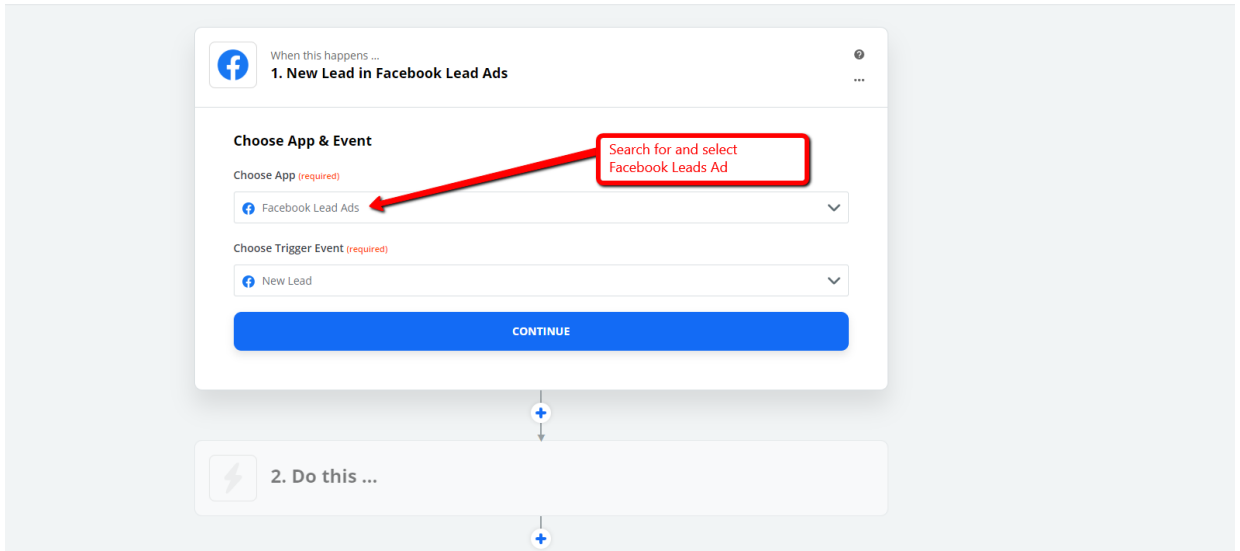 When this happens ...
1. New Lead in Facebook Lead Ads
Choose App & Event
Search for and select
Facebook Leads Ad
Choose App (required)
Facebook Lead Ads
Choose Trigger Event (required)
New Lead
CONTINUE
2. Do this ...